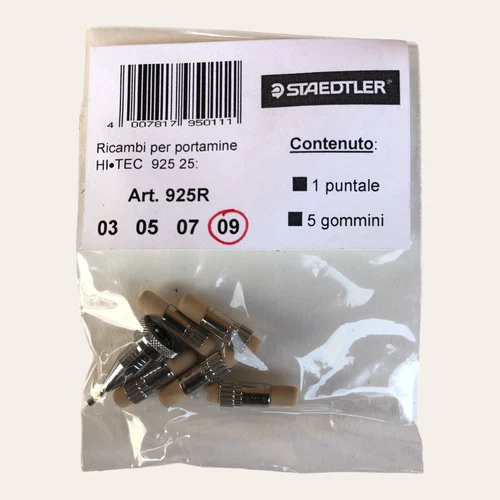 4 007817 950111
STAEDTLER®
Ricambi per portamine
HI•TEC 925 25:
Art. 925R
03 05 07 09
Contenuto:
1 puntale
5 gommini